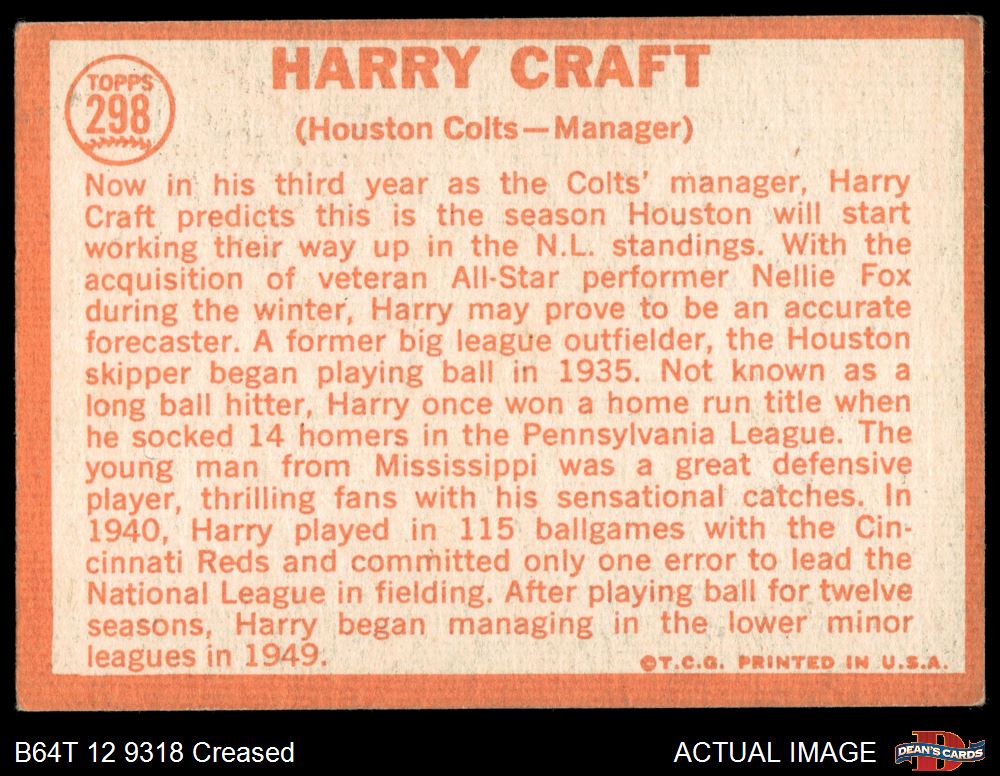 TOPPS
298
HARRY CRAFT
(Houston Colts—Manager)
Now in his third year as the Colts' manager, Harry
Craft predicts this is the season Houston will start
working their way up in the N.L. standings. With the
acquisition of veteran All-Star performer Nellie Fox
during the winter, Harry may prove to be an accurate
forecaster. A former big league outfielder, the Houston
skipper began playing ball in 1935. Not known as a
long ball hitter, Harry once won a home run title when
he socked 14 homers in the Pennsylvania League. The
young man from Mississippi was a great defensive
player, thrilling fans with his sensational catches. In
1940, Harry played in 115 ballgames with the Cin-
cinnati Reds and committed only one error to lead the
National League in fielding. After playing ball for twelve
seasons, Harry began managing in the lower minor
leagues in 1949.
©T.C.G. PRINTED IN U.S.A.
B64T 12 9318 Creased
ACTUAL IMAGE
D
DEAN'S CARDS